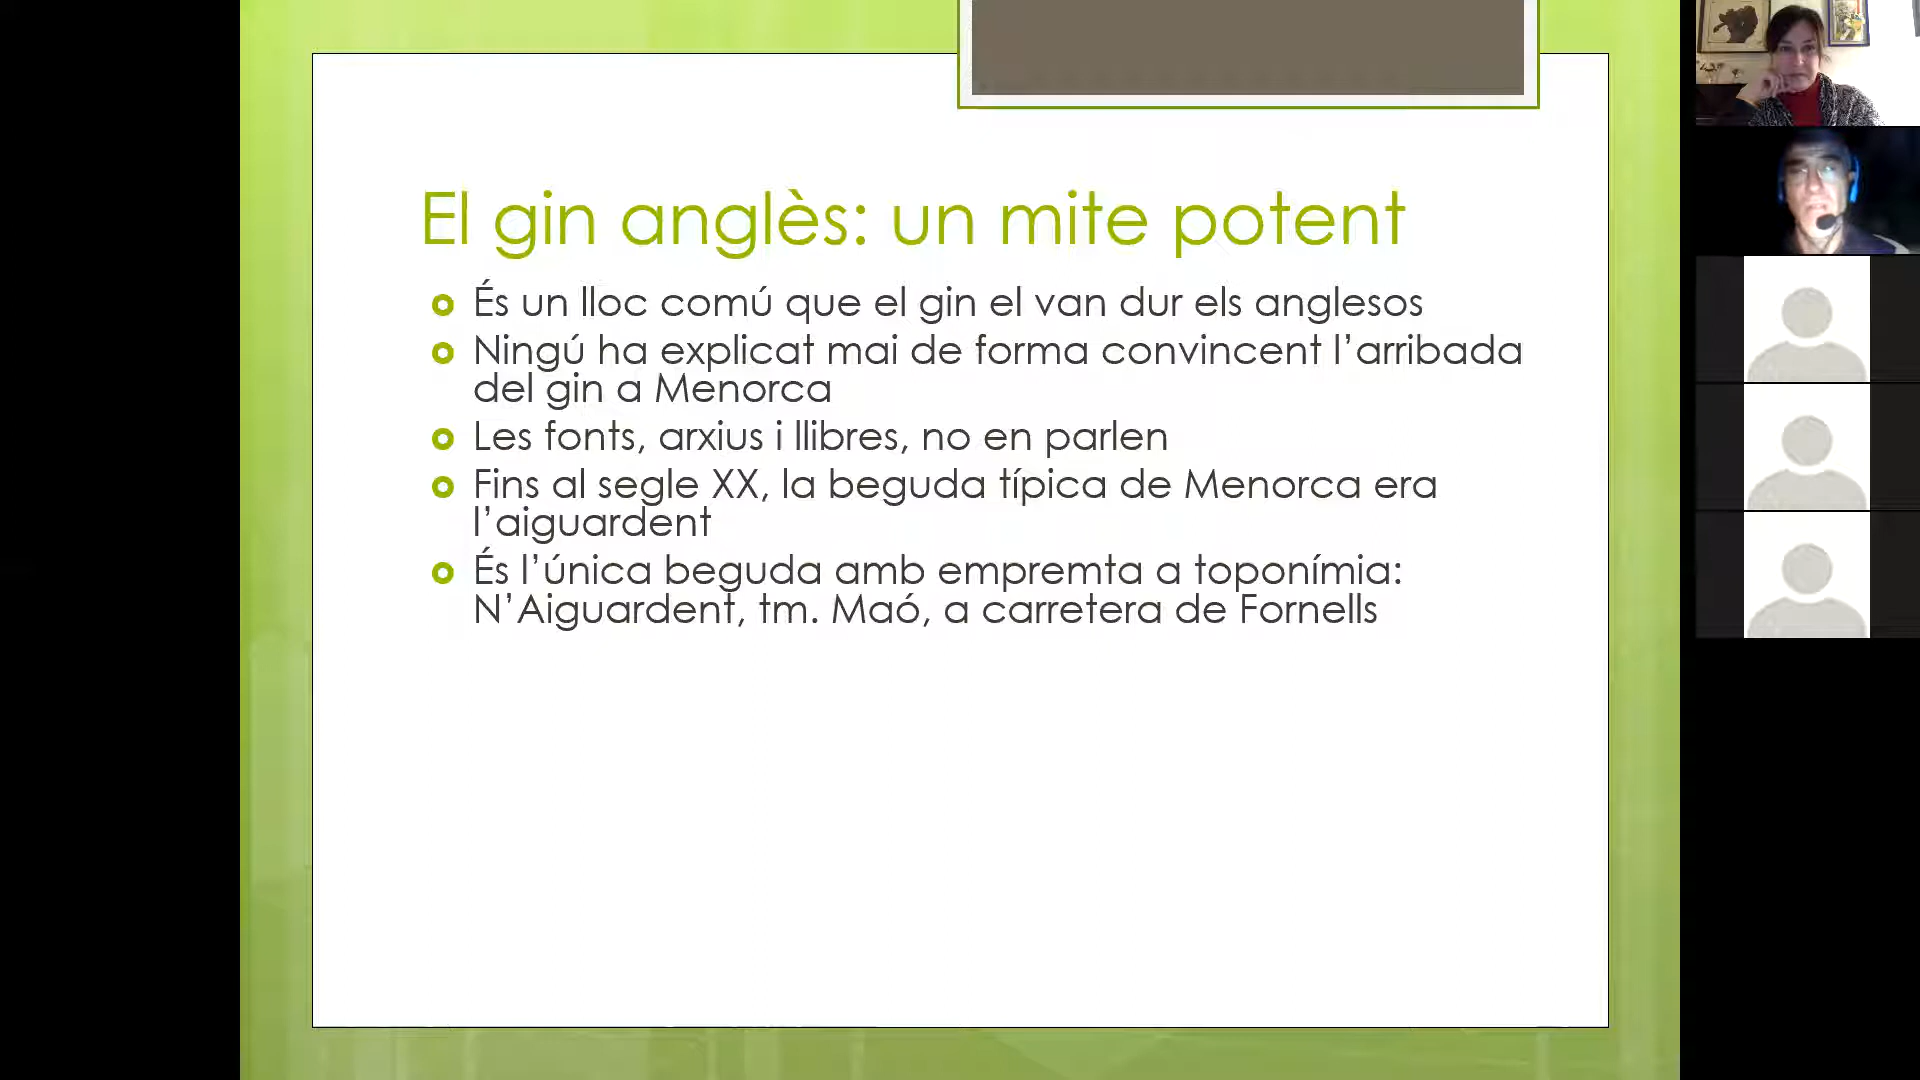 El gin anglès: un mite potent
És un lloc comú que el gin el van dur els anglesos
Ningú ha explicat mai de forma convincent l’arribada
del gin a Menorca
Les fonts, arxius i llibres, no en parlen
Fins al segle XX, la beguda típica de Menorca era
l’aiguardent
És l’única beguda amb empremta a toponímia:
N’Aiguardent, tm. Maó, a carretera de Fornells